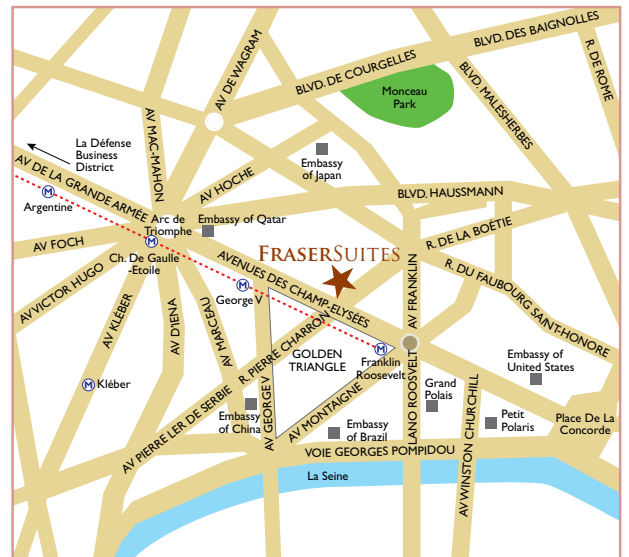 BLVD. DES BAIGNOLLES
AV DE WAGRAM
BLVD. DE COURGELLES
R. DE ROME
Monceau
Park
BLVD. MALESHERBES
AV MAC-MAHON
La Défense
Business
District
Embassy
of Japan
AV DE LA GRANDE ARMÉE
M
Argentine
AV HOCHE
BLVD. HAUSSMANN
Arc de
Triomphe
Embassy of Qatar
AV FOCH
M
Ch. De Gaulle
-Etoile
R. DE LA BOÉTIE
FRASERSUITES
AVENUES DES CHAMP-ELYSÉES
AV VICTOR HUGO
M
George V
AV FRANKLIN
R. DU FAUBOURG SAINT-HONORE
AV KLÉBER
AV D'IENA
AV MARCEAU
R. PIERRE CHARRON
GOLDEN
TRIANGLE
M
Franklin
Roosevelt
Embassy of
United States
M
Kléber
Embassy
of China
AV GEORGE V
AV MONTAIGNE
LANO ROOSVELT
Grand
Polais
AV WINSTON CHURCHILL
Petit
Polaris
Place De La
Concorde
AV PIERRE LER DE SERBIE
Embassy
of Brazil
VOIE GEORGES POMPIDOU
La Seine